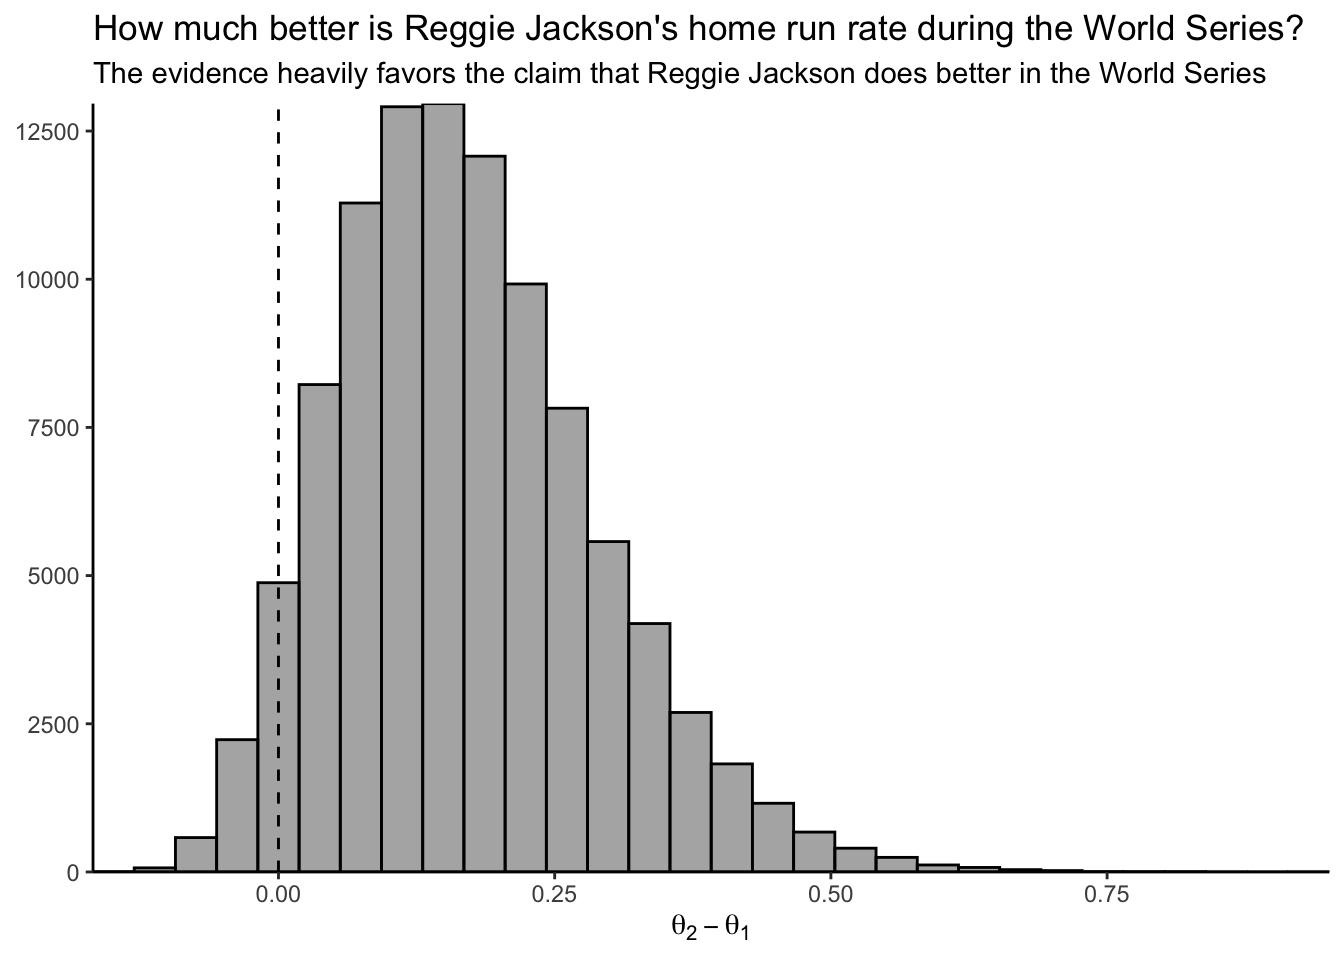 How much better is Reggie Jackson's home run rate during the World Series?
The evidence heavily favors the claim that Reggie Jackson does better in the World Series
12500
10000
7500
5000
2500
0
0.00 0.25 0.50 0.75
θ₂ − θ₁